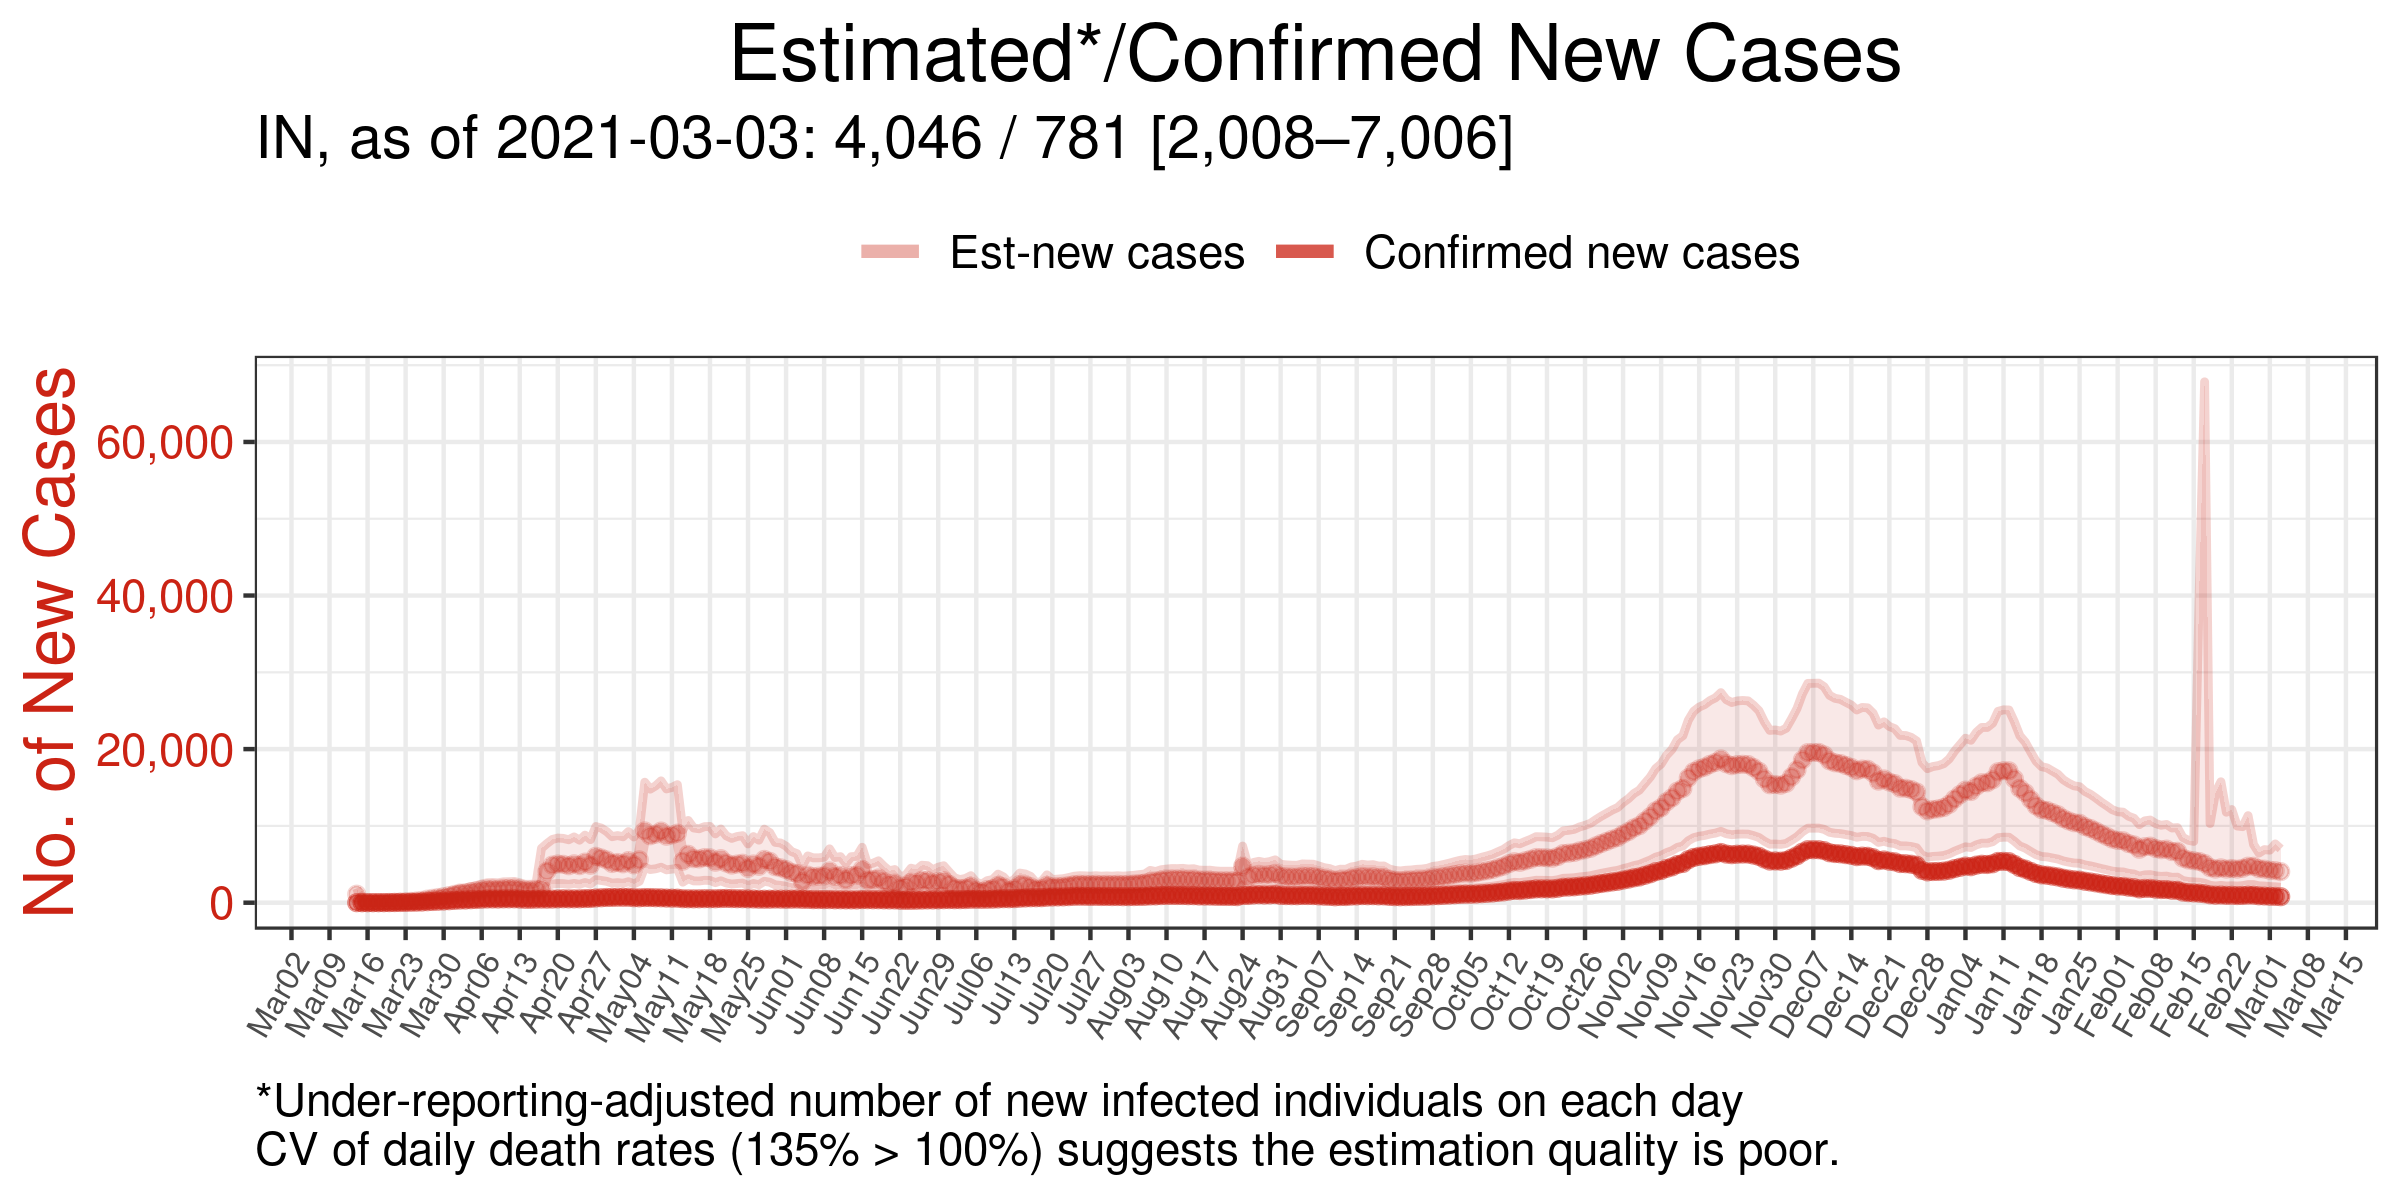 Estimated*/Confirmed New Cases
IN, as of 2021-03-03: 4,046 / 781 [2,008–7,006]
Est-new cases Confirmed new cases
No. of New Cases
60,000
40,000
20,000
0
Mar02 Mar09 Mar16 Mar23 Mar30 Apr06 Apr13 Apr20 Apr27 May04 May11 May18 May25 Jun01 Jun08 Jun15 Jun22 Jun29 Jul06 Jul13 Jul20 Jul27 Aug03 Aug10 Aug17 Aug24 Aug31 Sep07 Sep14 Sep21 Sep28 Oct05 Oct12 Oct19 Oct26 Nov02 Nov09 Nov16 Nov23 Nov30 Dec07 Dec14 Dec21 Dec28 Jan04 Jan11 Jan18 Jan25 Feb01 Feb08 Feb15 Feb22 Mar01 Mar08 Mar15
*Under-reporting-adjusted number of new infected individuals on each day
CV of daily death rates (135% > 100%) suggests the estimation quality is poor.